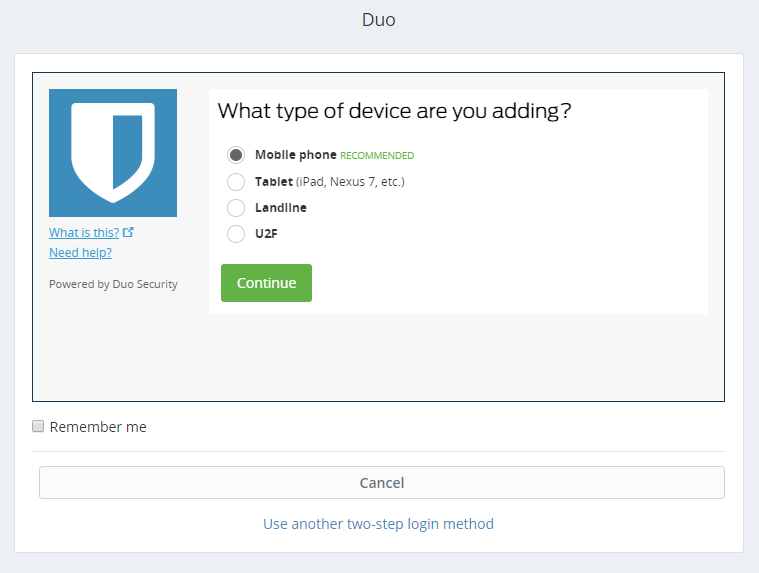 Duo
What type of device are you adding?
Mobile phone RECOMMENDED
Tablet (iPad, Nexus 7, etc.)
Landline
U2F
Continue
What is this?
Need help?
Powered by Duo Security
Remember me
Cancel
Use another two-step login method